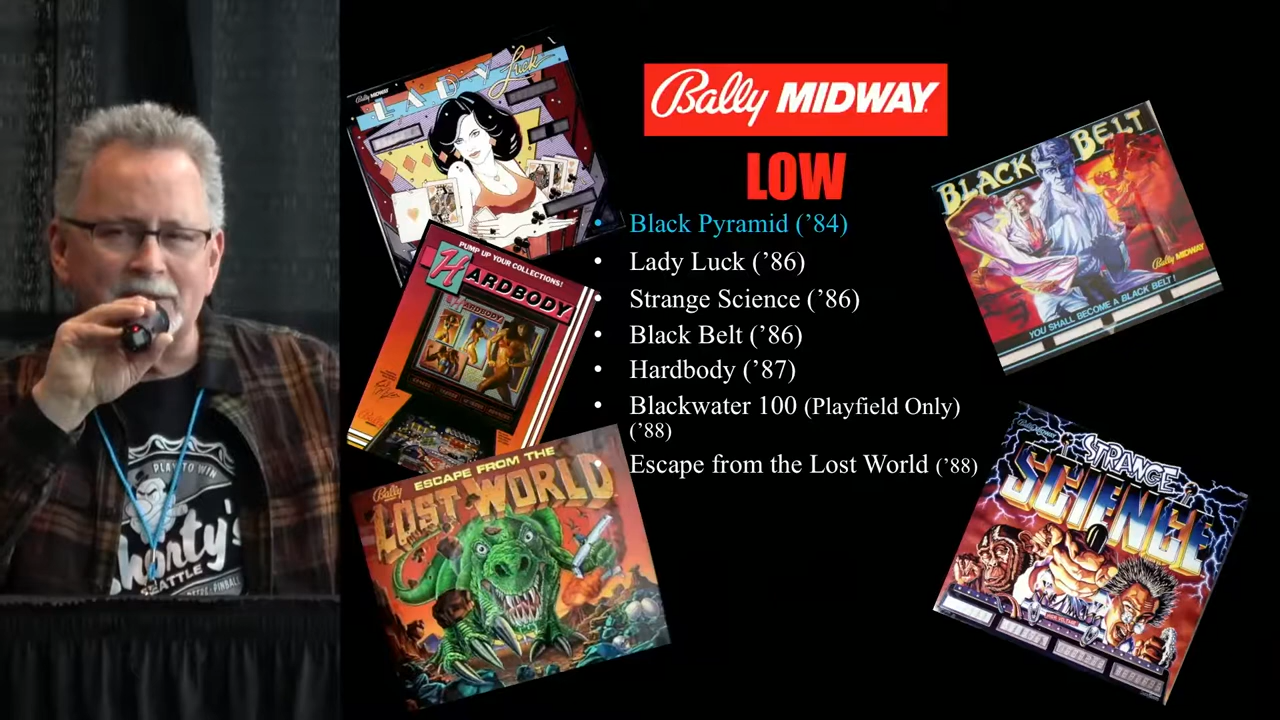 Bally MIDWAY
LOW
• Black Pyramid (’84)
• Lady Luck (’86)
• Strange Science (’86)
• Black Belt (’86)
• Hardbody (’87)
• Blackwater 100 (Playfield Only)
(’88)
Escape from the Lost World (’88)
LADY Luck
PUMP UP YOUR COLLECTIONS!
HARDBODY
HARDBODY
Bally
ESCAPE FROM THE
LOST WORLD
BLACK BELT
Bally MIDWAY
YOU SHALL BECOME A BLACK BELT!
STRANGE
SCIENCE
PLAY TO WIN
Shorty's
SEATTLE
PINBALL